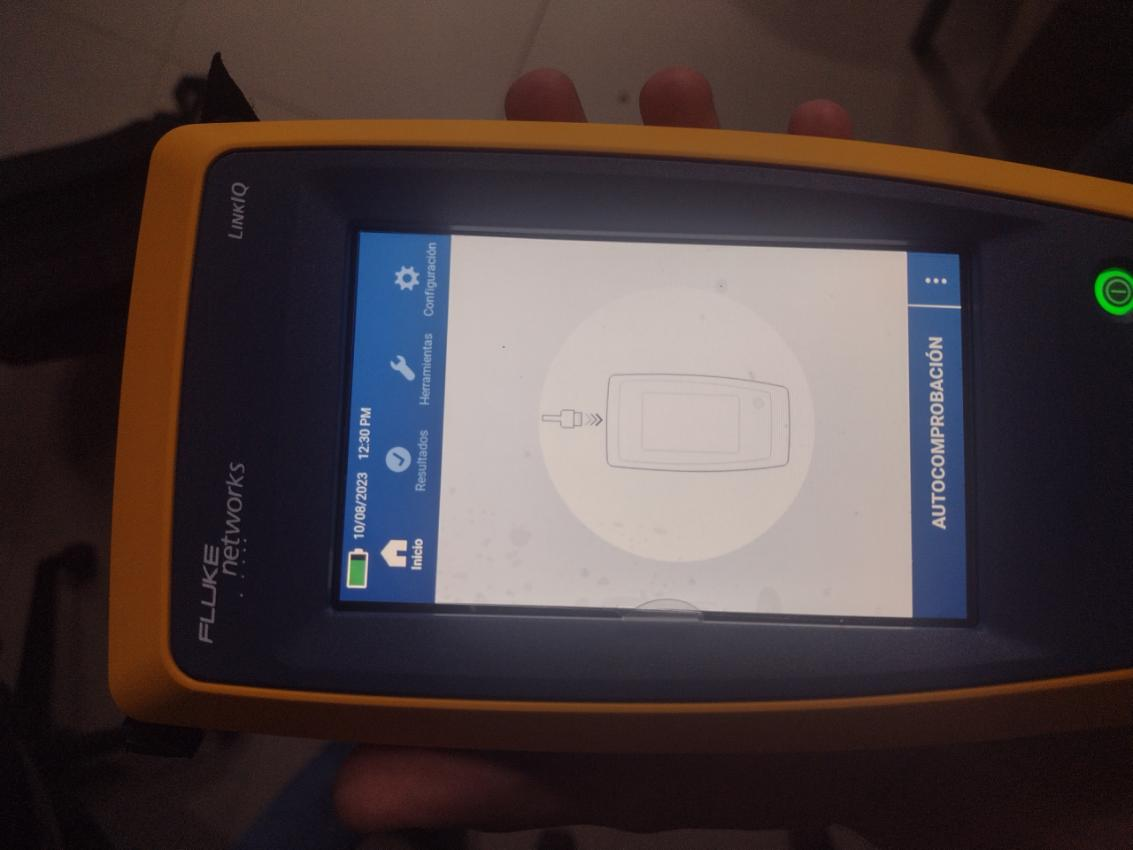 FLUKE
networks
LINKIQ
10/08/2023 12:30 PM
Inicio
Resultados
Herramientas
Configuración
AUTOCOMPROBACIÓN